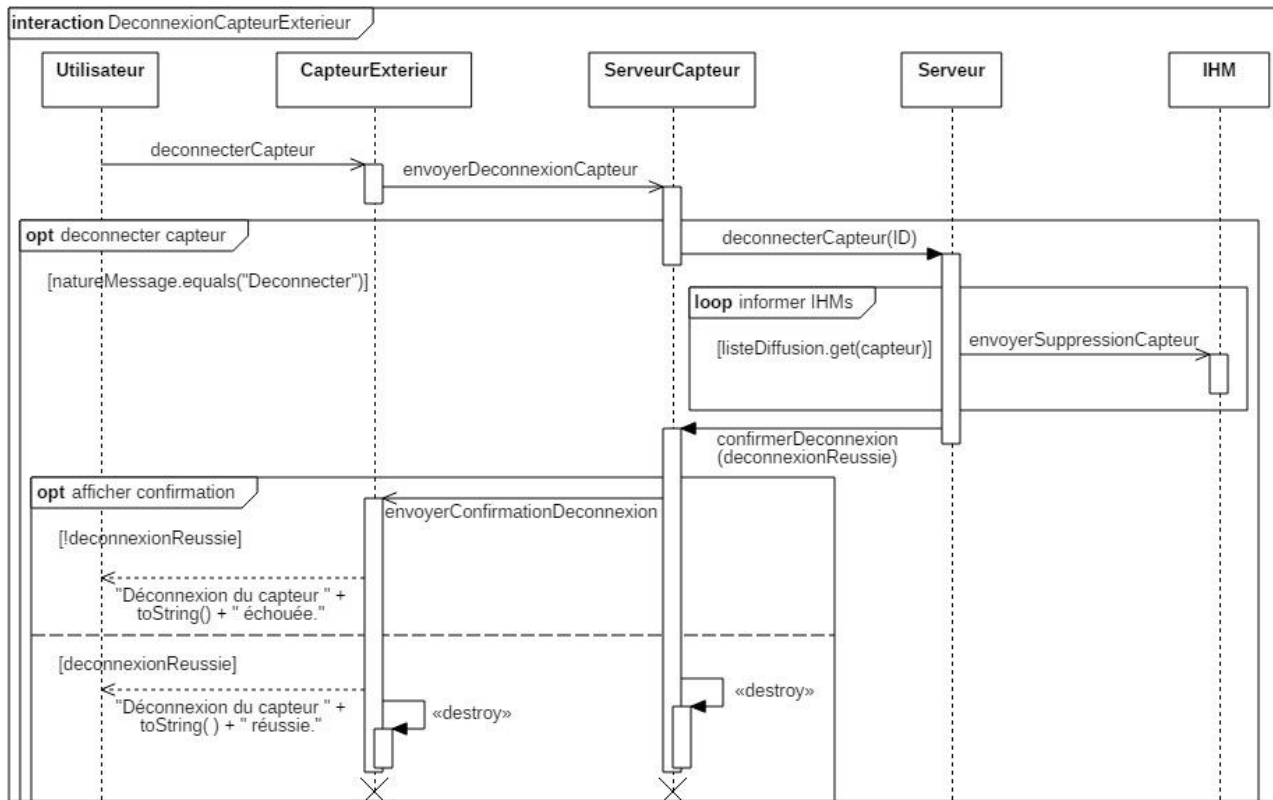 interaction DeconnexionCapteurExterieur
Utilisateur
CapteurExterieur
ServeurCapteur
Serveur
IHM
deconnecterCapteur
envoyerDeconnexionCapteur
opt deconnecter capteur
deconnecterCapteur(ID)
[natureMessage.equals("Deconnecter")]
loop informer IHMs
[listeDiffusion.get(capteur)]
envoyerSuppressionCapteur
confirmerDeconnexion
(deconnexionReussie)
opt afficher confirmation
envoyerConfirmationDeconnexion
[!deconnexionReussie]
"Déconnexion du capteur " +
toString() + " échouée."
[deconnexionReussie]
"Déconnexion du capteur " +
toString( ) + " réussie."
«destroy»
«destroy»